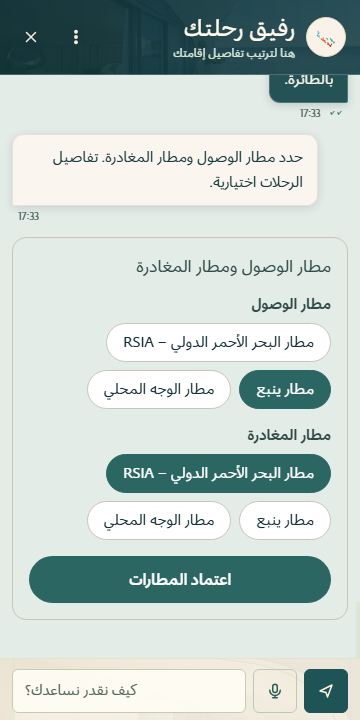 رفيق رحلتك
هنا لترتيب تفاصيل إقامتك
بالطائرة.
17:33
حدد مطار الوصول ومطار المغادرة. تفاصيل
الرحلات اختيارية.
17:33
مطار الوصول ومطار المغادرة
مطار الوصول
مطار البحر الأحمر الدولي – RSIA
مطار ينبع
مطار الوجه المحلي
مطار المغادرة
مطار البحر الأحمر الدولي – RSIA
مطار ينبع
مطار الوجه المحلي
اعتماد المطارات
كيف نقدر نساعدك؟